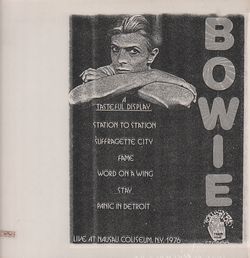 BOWIE
A
TASTEFUL DISPLAY
STATION TO STATION
SUFFRAGETTE CITY
FAME
WORD ON A WING
STAY
PANIC IN DETROIT
LIVE AT NASSAU COLISEUM, N.Y. 1976